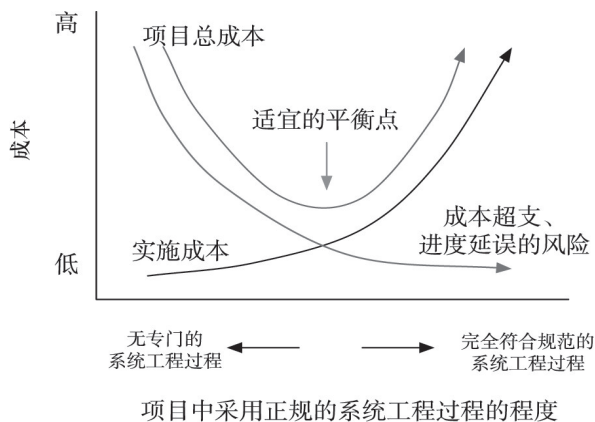 高
项目总成本
适宜的平衡点
成本
成本超支、
进度延误的风险
实施成本
低
无专门的
系统工程过程
完全符合规范的
系统工程过程
项目中采用正规的系统工程过程的程度